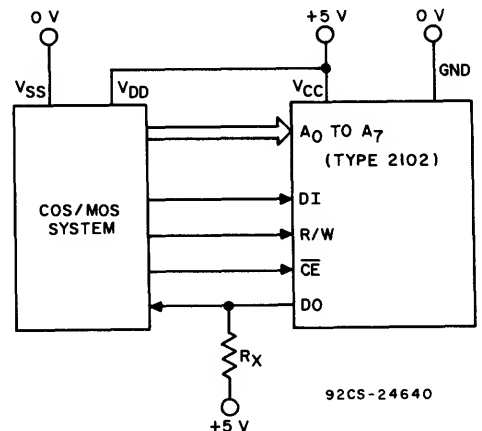 0 V
+5 V
0 V
VSS
VDD
VCC
GND
A0 TO A7
(TYPE 2102)
COS/MOS
SYSTEM
DI
R/W
CE
DO
RX
+5 V
92CS-24640